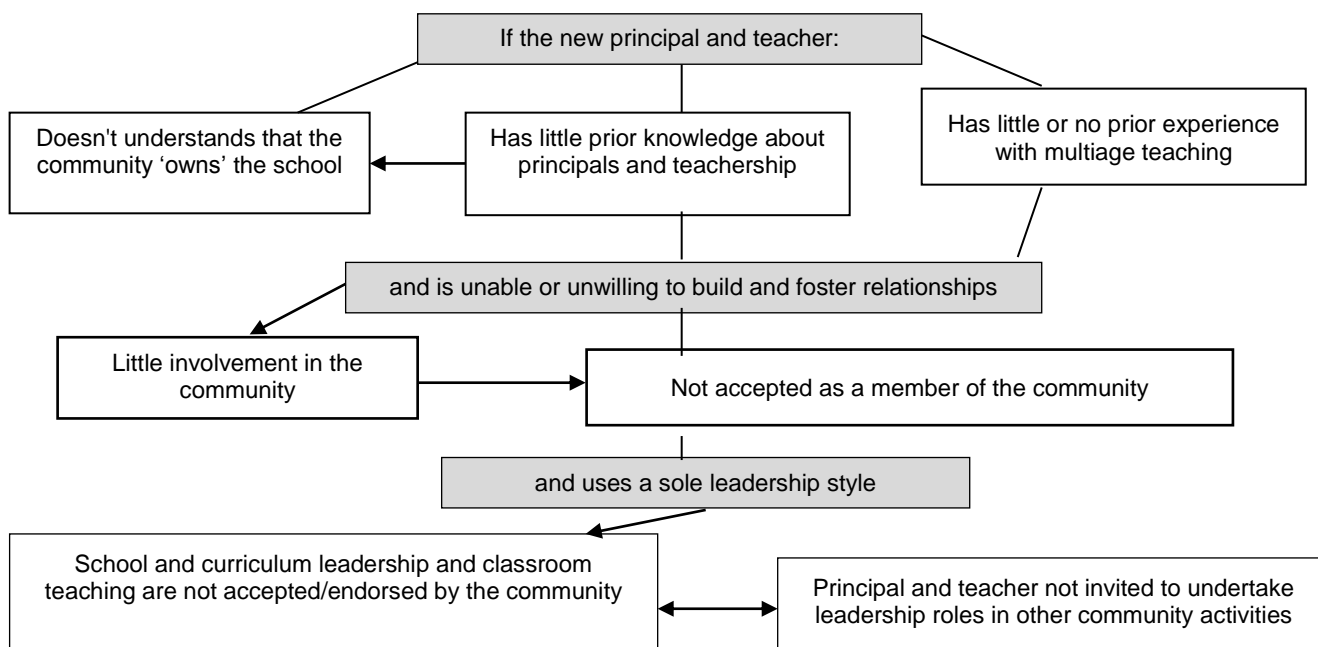 If the new principal and teacher:
Doesn't understands that the
community ‘owns’ the school
Has little prior knowledge about
principals and teachership
Has little or no prior experience
with multiage teaching
and is unable or unwilling to build and foster relationships
Little involvement in the
community
Not accepted as a member of the community
and uses a sole leadership style
School and curriculum leadership and classroom
teaching are not accepted/endorsed by the community
Principal and teacher not invited to undertake
leadership roles in other community activities